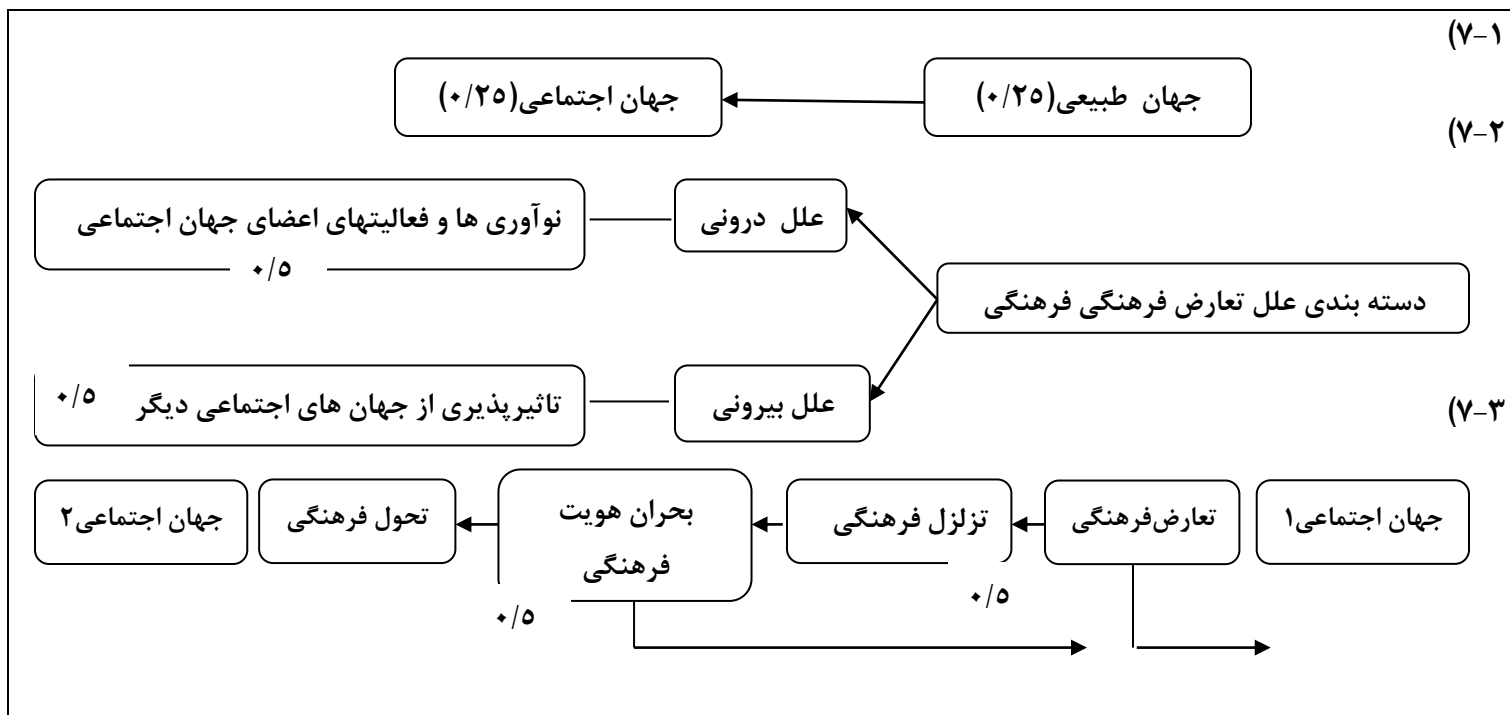 ۷-۱)
جهان طبیعی(۰/۲۵)
جهان اجتماعی(۰/۲۵)
۷-۲)
علل درونی
نوآوری ها و فعالیتهای اعضای جهان اجتماعی
۰/۵
دسته بندی علل تعارض فرهنگی فرهنگی
علل بیرونی
تاثیرپذیری از جهان های اجتماعی دیگر
۰/۵
۷-۳)
جهان اجتماعی۱
تعارض‌فرهنگی
تزلزل فرهنگی
۰/۵
بحران هویت
فرهنگی
۰/۵
تحول فرهنگی
جهان اجتماعی۲